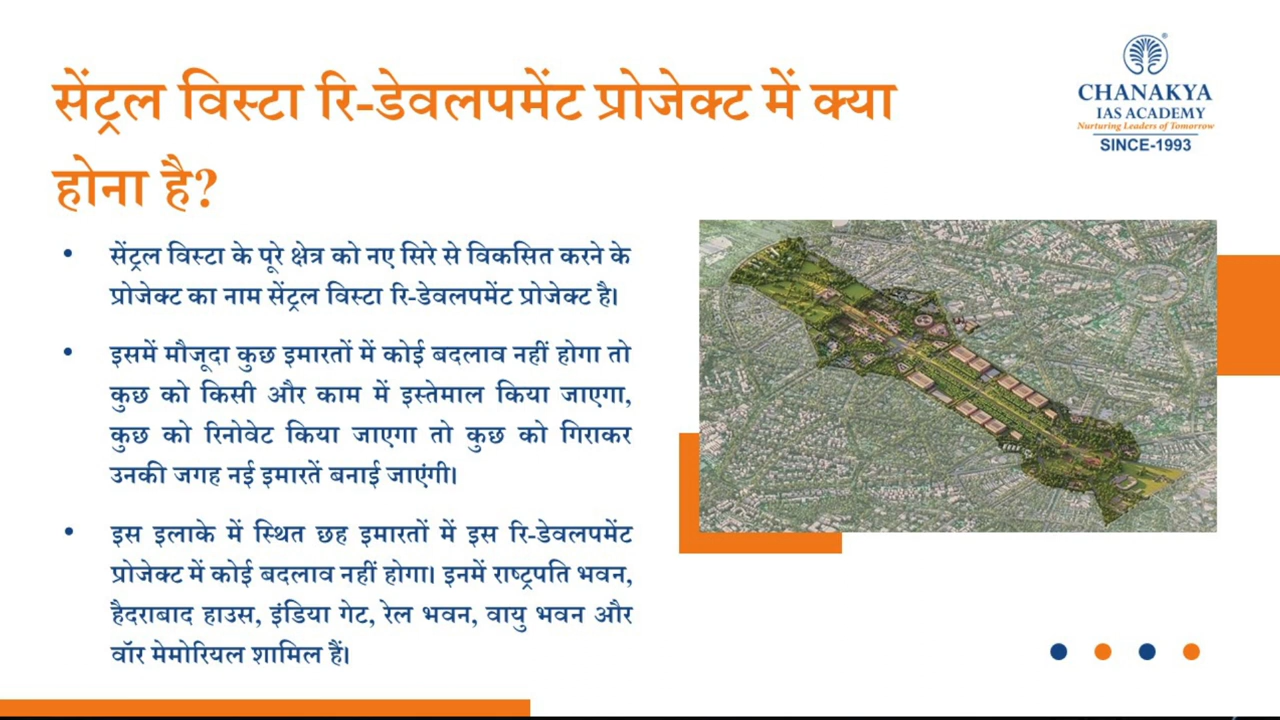 सेंट्रल विस्टा रि-डेवलपमेंट प्रोजेक्ट में क्या
होना है?
CHANAKYA
IAS ACADEMY
Nurturing Leaders of Tomorrow
SINCE-1993
• सेंट्रल विस्टा के पूरे क्षेत्र को नए सिरे से विकसित करने के
प्रोजेक्ट का नाम सेंट्रल विस्टा रि-डेवलपमेंट प्रोजेक्ट है।
• इसमें मौजूदा कुछ इमारतों में कोई बदलाव नहीं होगा तो
कुछ को किसी और काम में इस्तेमाल किया जाएगा,
कुछ को रिनोवेट किया जाएगा तो कुछ को गिराकर
उनकी जगह नई इमारतें बनाई जाएंगी।
• इस इलाके में स्थित छह इमारतों में इस रि-डेवलपमेंट
प्रोजेक्ट में कोई बदलाव नहीं होगा। इनमें राष्ट्रपति भवन,
हैदराबाद हाउस, इंडिया गेट, रेल भवन, वायु भवन और
वॉर मेमोरियल शामिल हैं।